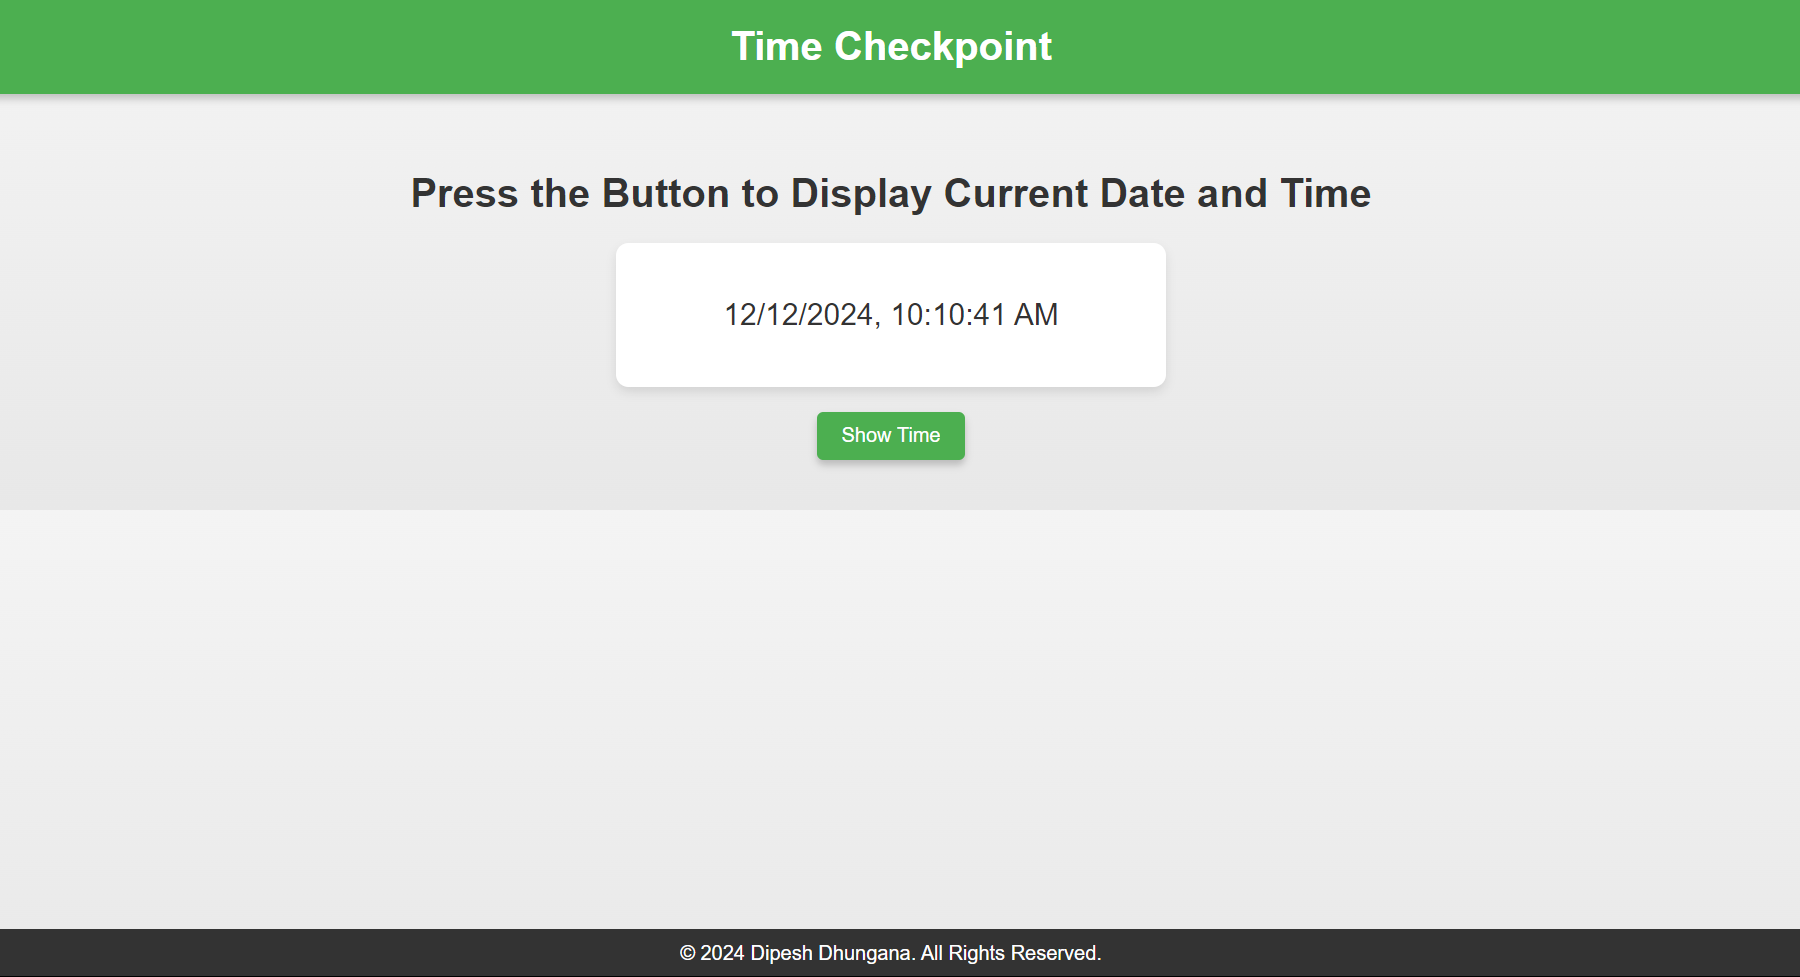 Time Checkpoint
Press the Button to Display Current Date and Time
12/12/2024, 10:10:41 AM
Show Time
© 2024 Dipesh Dhungana. All Rights Reserved.